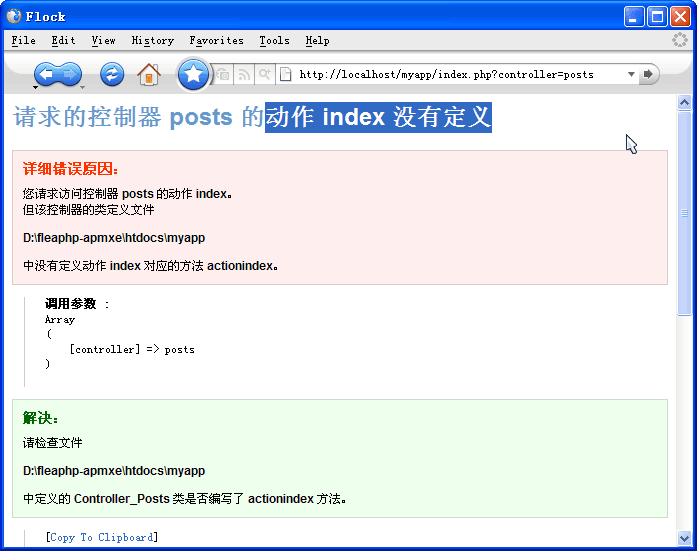 Flock
File Edit View History Favorites Tools Help
http://localhost/myapp/index.php?controller=posts
请求的控制器 posts 的动作 index 没有定义
详细错误原因：
您请求访问控制器 posts 的动作 index。
但该控制器的类定义文件
D:\fleaphp-apmxe\htdocs\myapp
中没有定义动作 index 对应的方法 actionindex。
调用参数 ：
Array
(
[controller] => posts
)
解决：
请检查文件
D:\fleaphp-apmxe\htdocs\myapp
中定义的 Controller_Posts 类是否编写了 actionindex 方法。
[Copy To Clipboard]